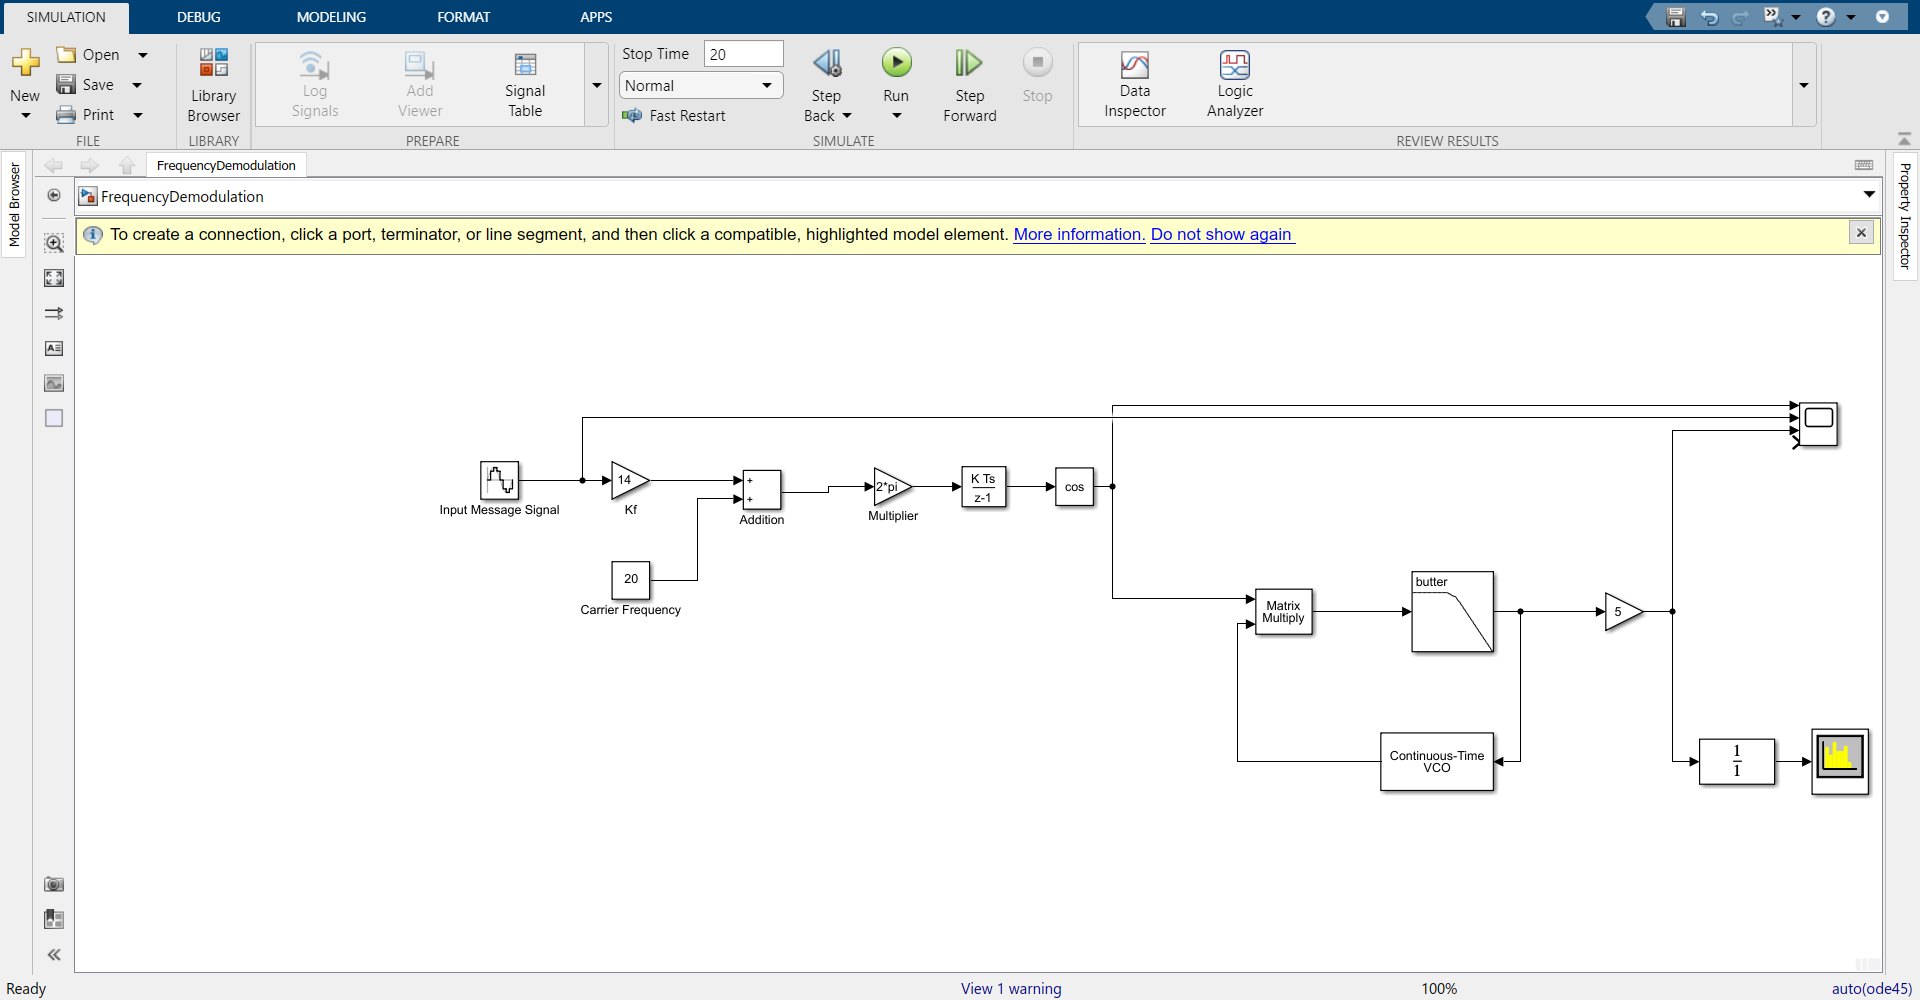 SIMULATION DEBUG MODELING FORMAT APPS
New
Open
Save
Print
FILE
Library
Browser
LIBRARY
Log
Signals
Add
Viewer
Signal
Table
PREPARE
Stop Time 20
Normal
Fast Restart
Step
Back
Run
Step
Forward
Stop
SIMULATE
Data
Inspector
Logic
Analyzer
REVIEW RESULTS
Model Browser
FrequencyDemodulation
Property Inspector
FrequencyDemodulation
To create a connection, click a port, terminator, or line segment, and then click a compatible, highlighted model element. More information. Do not show again
Input Message Signal
14
Kf
+
+
Addition
2*pi
Multiplier
K Ts
z-1
cos
20
Carrier Frequency
Matrix
Multiply
butter
5
Continuous-Time
VCO
1
1
Ready View 1 warning 100% auto(ode45)